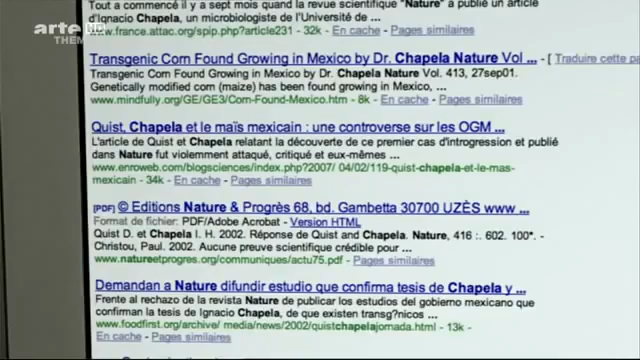 arte HD
THEMA
Tout a commencé il y a sept mois quand la revue scientifique "Nature" a publié un article
d'Ignacio Chapela, un microbiologiste de l'Université de ...
www.france.attac.org/spip.php?article231 - 32k - En cache - Pages similaires
Transgenic Corn Found Growing in Mexico by Dr. Chapela Nature Vol ... - [ Traduire cette pa
Transgenic Corn Found Growing in Mexico by Dr. Chapela Nature Vol. 413, 27sep01.
Genetically modified corn (maize) has been found growing in Mexico, ...
www.mindfully.org/GE/GE3/Corn-Found-Mexico.htm - 8k - En cache - Pages similaires
Quist, Chapela et le maïs mexicain : une controverse sur les OGM ...
L'article de Quist et Chapela relatant la découverte de ce premier cas d'introgression et publié
dans Nature fut violemment attaqué, critiqué et eux-mêmes ...
www.enroweb.com/blogsciences/index.php?2007/ 04/02/119-quist-chapela-et-le-mas-
mexicain - 34k - En cache - Pages similaires
[PDF] © Editions Nature & Progrès 68, bd. Gambetta 30700 UZÈS www ...
Format de fichier: PDF/Adobe Acrobat - Version HTML
Quist D. et Chapela I. H. 2002. Réponse de Quist and Chapela. Nature, 416 :. 602. 100*. -
Christou, Paul. 2002. Aucune preuve scientifique crédible pour ...
www.natureetprogres.org/communiques/actu75.pdf - Pages similaires
Demandan a Nature difundir estudio que confirma tesis de Chapela y ...
Frente al rechazo de la revista Nature de publicar los estudios del gobierno mexicano que
confirman la tesis de Ignacio Chapela, de que existen transg?nicos ...
www.foodfirst.org/archive/ media/news/2002/quistchapelajornada.html - 13k -
En cache - Pages similaires